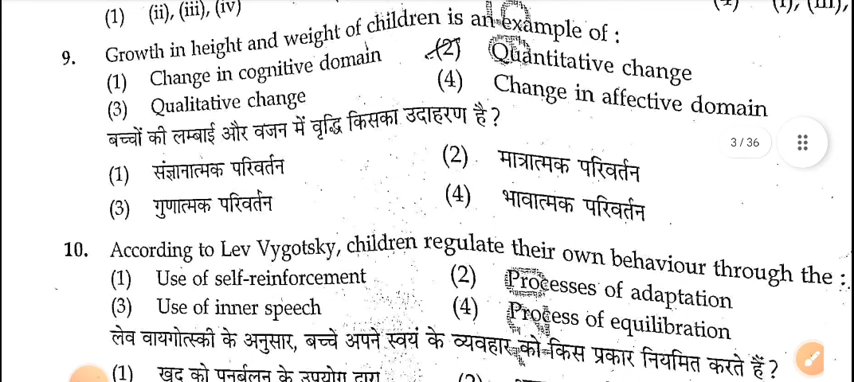 (1) (ii), (iii), (iv)
9. Growth in height and weight of children is an example of :
(1) Change in cognitive domain (2) Quantitative change
(3) Qualitative change (4) Change in affective domain
बच्चों की लम्बाई और वजन में वृद्धि किसका उदाहरण है ?
(1) संज्ञानात्मक परिवर्तन (2) मात्रात्मक परिवर्तन
(3) गुणात्मक परिवर्तन (4) भावात्मक परिवर्तन
3 / 36
10. According to Lev Vygotsky, children regulate their own behaviour through the :
(1) Use of self-reinforcement (2) Processes of adaptation
(3) Use of inner speech (4) Process of equilibration
लेव वायगोत्स्की के अनुसार, बच्चे अपने स्वयं के व्यवहार को किस प्रकार नियमित करते हैं ?
(1) खुद को पुनर्बलन के उपयोग द्वारा